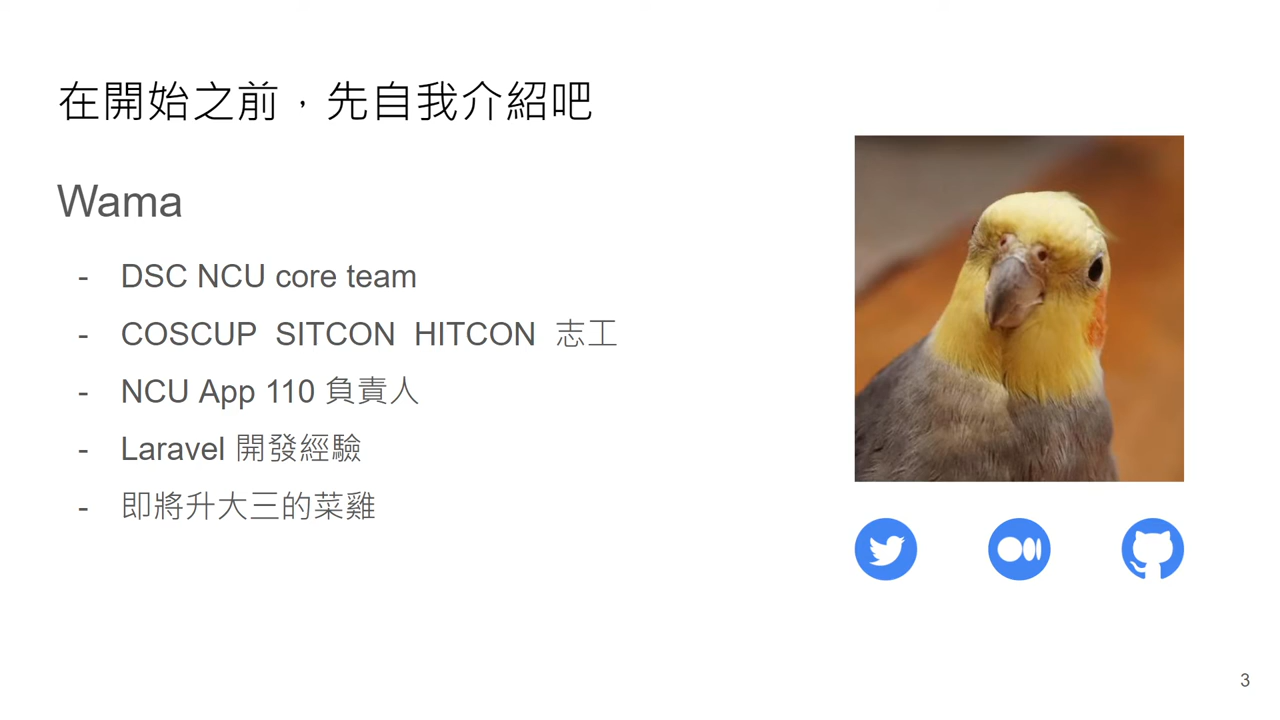 在開始之前，先自我介紹吧
Wama
- DSC NCU core team
- COSCUP SITCON HITCON 志工
- NCU App 110 負責人
- Laravel 開發經驗
- 即將升大三的菜雞
3